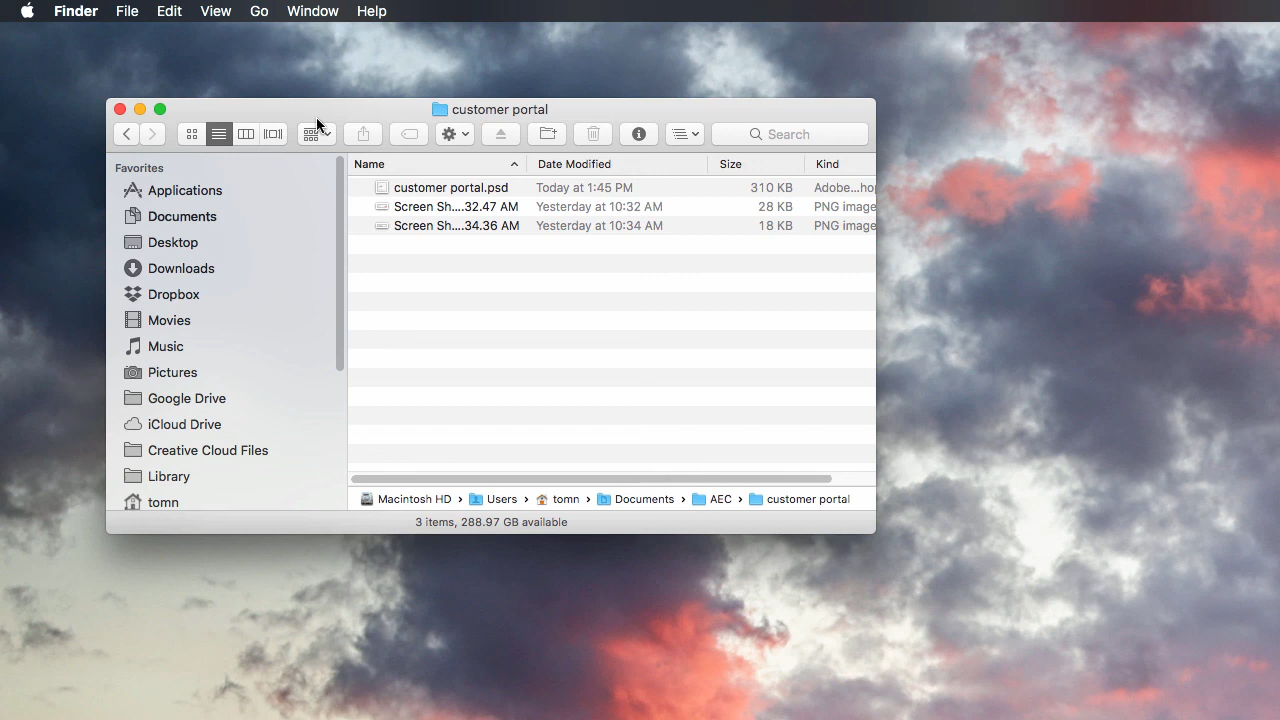 Finder File Edit View Go Window Help
customer portal
Search
Favorites
Applications
Documents
Desktop
Downloads
Dropbox
Movies
Music
Pictures
Google Drive
iCloud Drive
Creative Cloud Files
Library
tomn
Name Date Modified Size Kind
customer portal.psd Today at 1:45 PM 310 KB Adobe...ho
Screen Sh....32.47 AM Yesterday at 10:32 AM 28 KB PNG image
Screen Sh....34.36 AM Yesterday at 10:34 AM 18 KB PNG image
Macintosh HD › Users › tomn › Documents › AEC › customer portal
3 items, 288.97 GB available